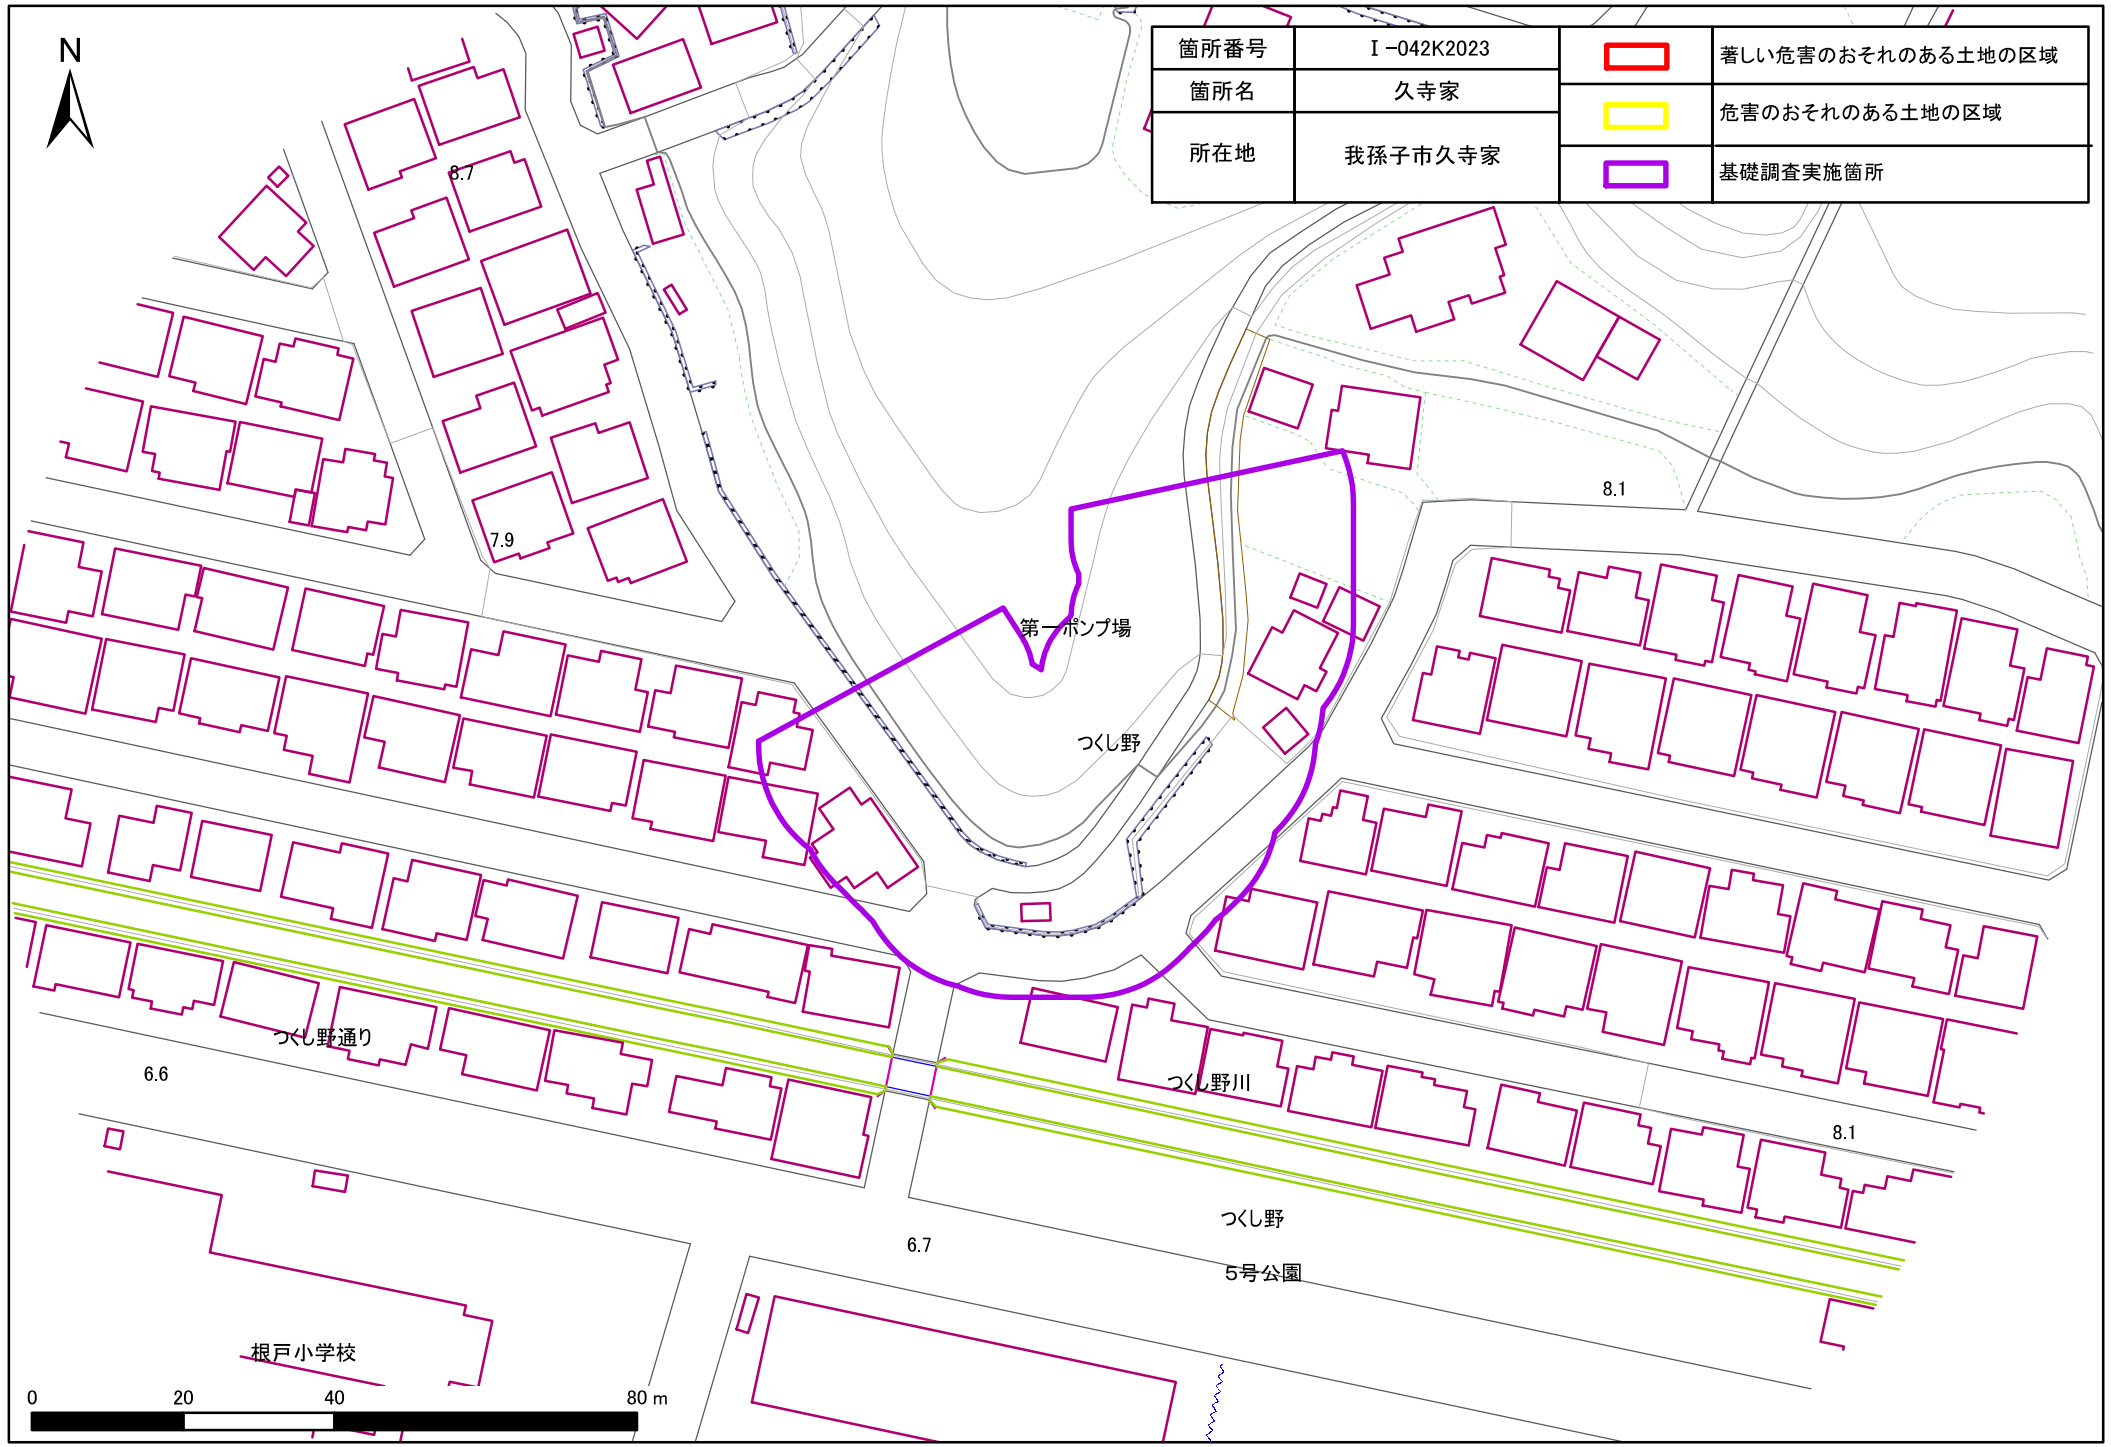 N
箇所番号 Ⅰ-042K2023
箇所名 久寺家
所在地 我孫子市久寺家
著しい危害のおそれのある土地の区域
危害のおそれのある土地の区域
基礎調査実施箇所
8.7
8.1
7.9
第一ポンプ場
つくし野
つくし野通り
6.6
つくし野川
8.1
つくし野
5号公園
6.7
根戸小学校
0 20 40 80 m